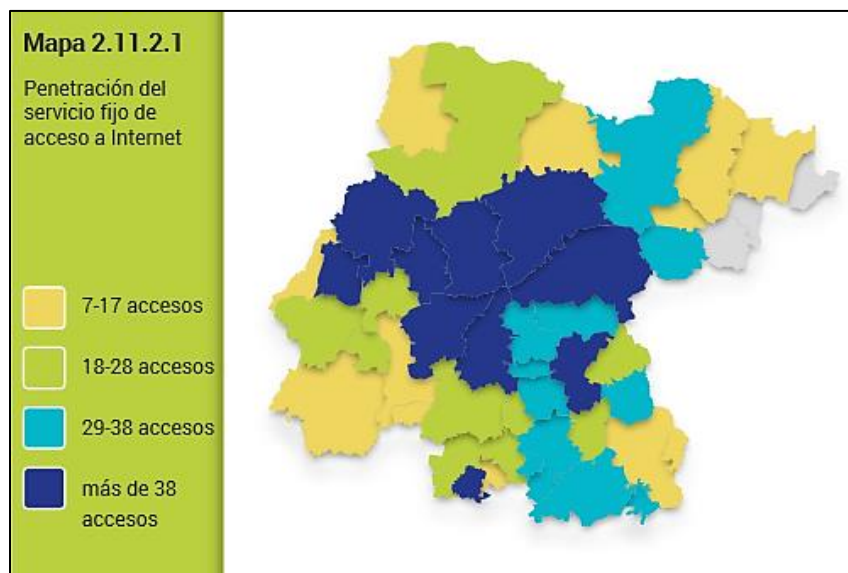 Mapa 2.11.2.1
Penetración del
servicio fijo de
acceso a Internet
7-17 accesos
18-28 accesos
29-38 accesos
más de 38
accesos